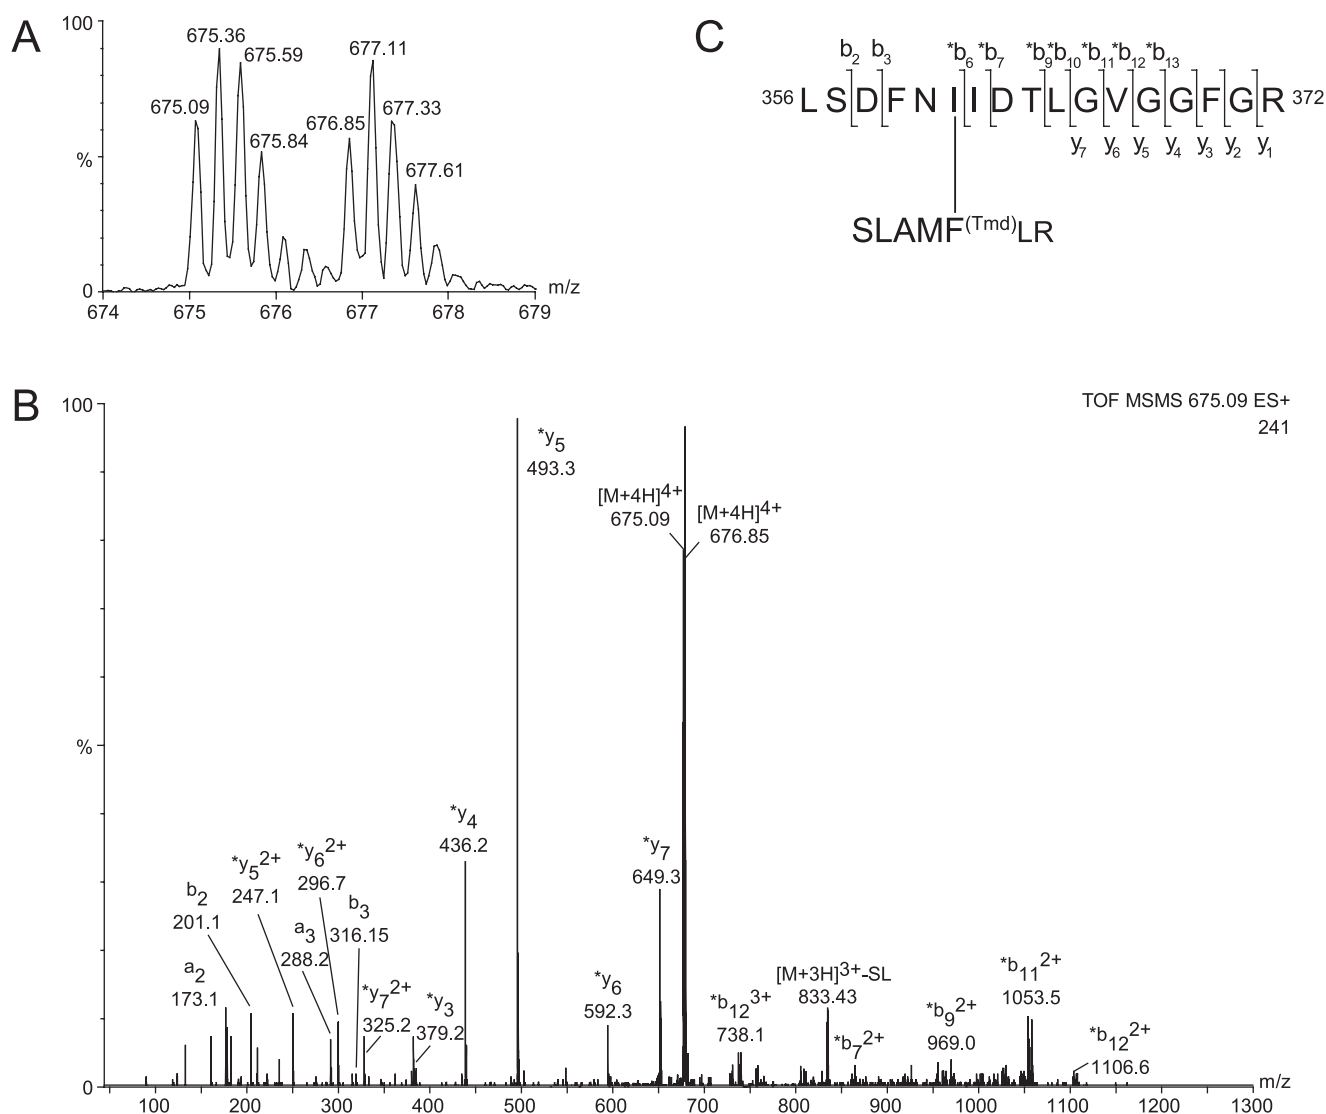 A
100
%
0
675.36
675.59
675.09
675.84
677.11
677.33
676.85
677.61
m/z
674 675 676 677 678 679
C
b2 b3 *b6 *b7 *b9 *b10 *b11 *b12 *b13
356 LSDFNIIDTLGVGGFGR 372
y7 y6 y5 y4 y3 y2 y1
SLAMF(Tmd)LR
B
TOF MSMS 675.09 ES+
241
100
%
0
*y5
493.3
[M+4H]4+
675.09
[M+4H]4+
676.85
*y4
436.2
*y7
649.3
*y6 2+
296.7
*y5 2+
247.1
b2
201.1
b3
316.15
a3
288.2
a2
173.1
*y7 2+
325.2
*y3
379.2
*y6
592.3
*b12 3+
738.1
[M+3H]3+-SL
833.43
*b7 2+
*b9 2+
969.0
*b11 2+
1053.5
*b12 2+
1106.6
m/z
100 200 300 400 500 600 700 800 900 1000 1100 1200 1300